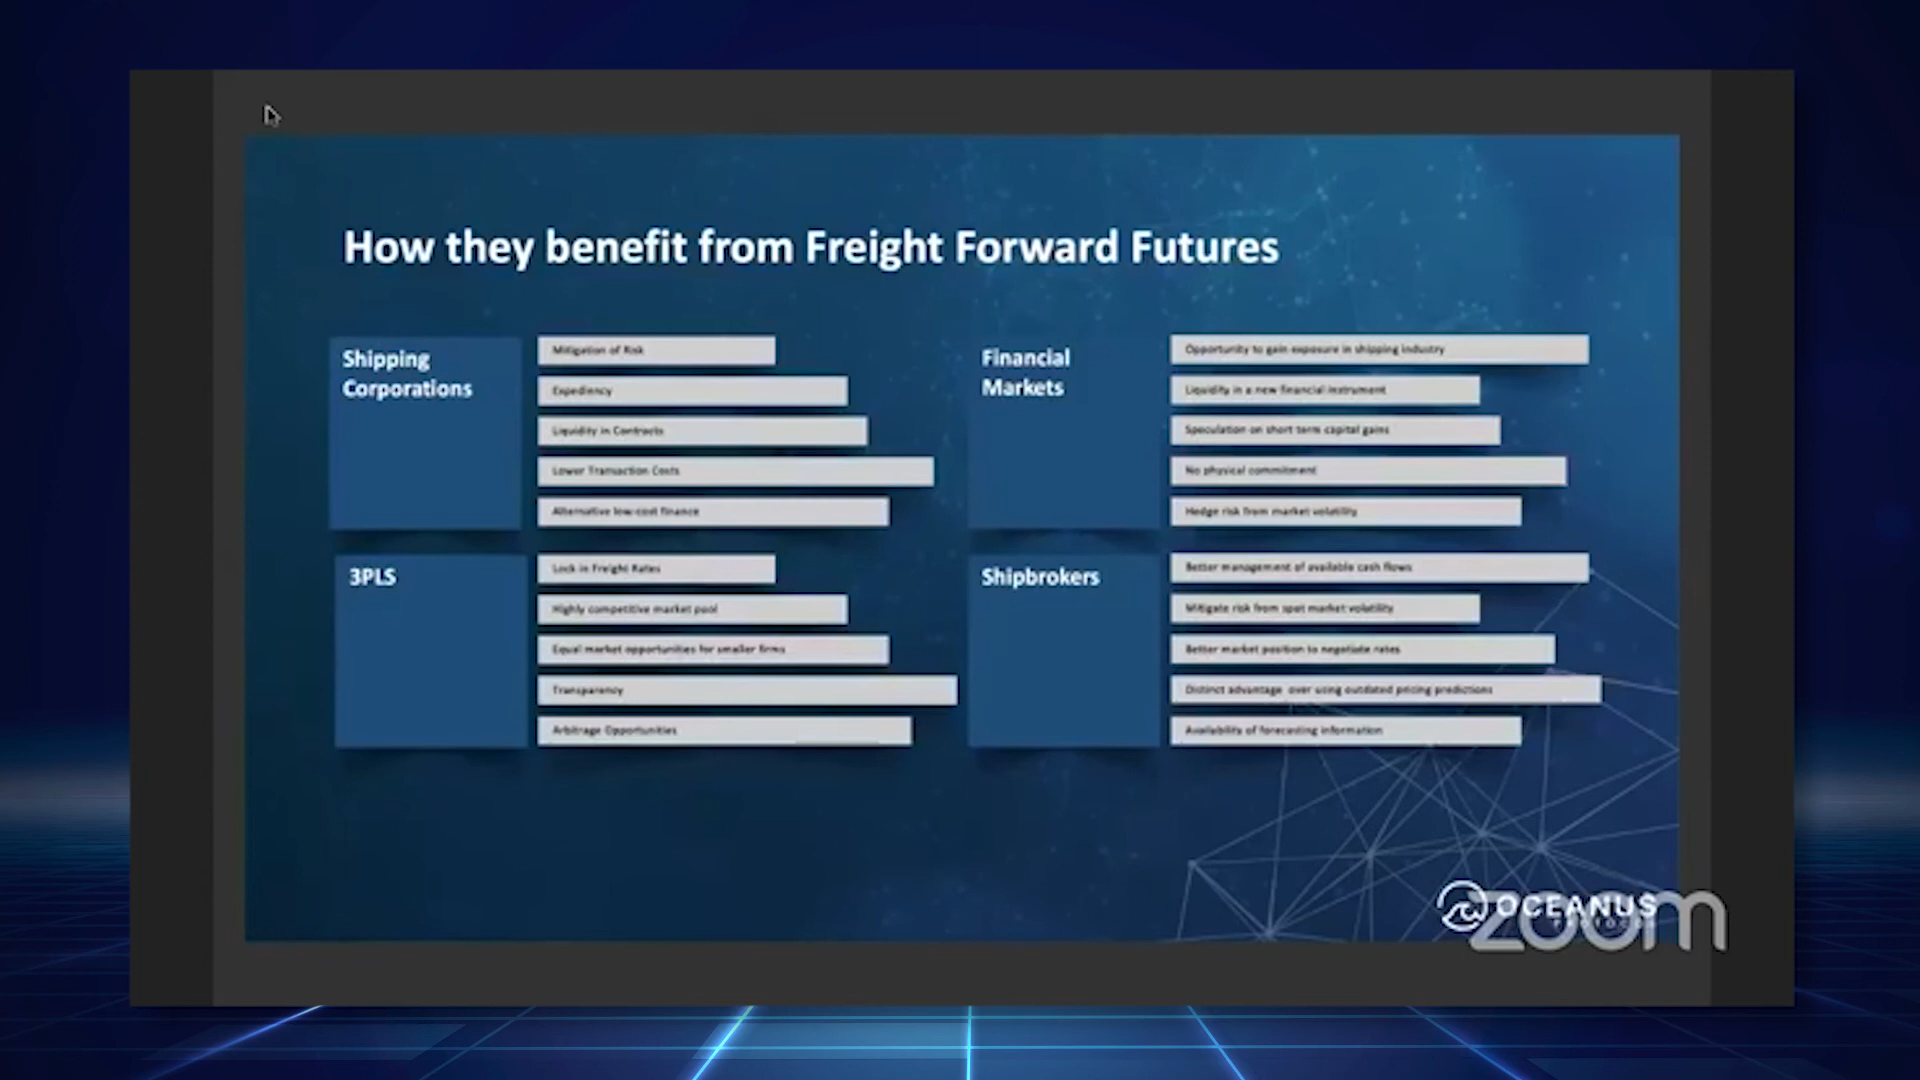 How they benefit from Freight Forward Futures
Shipping
Corporations
Mitigation of Risk
Expediency
Liquidity in Contracts
Lower Transaction Costs
Alternative low-cost finance
Financial
Markets
Opportunity to gain exposure in shipping industry
Liquidity in a new financial instrument
Speculation on short term capital gains
No physical commitment
Hedge risk from market volatility
3PLS
Lock in Freight Rates
Highly competitive market pool
Equal market opportunities for smaller firms
Transparency
Arbitrage Opportunities
Shipbrokers
Better management of available cash flows
Mitigate risk from spot market volatility
Better market position to negotiate rates
Distinct advantage over using outdated pricing predictions
Availability of forecasting information
OCEANUS
zoom